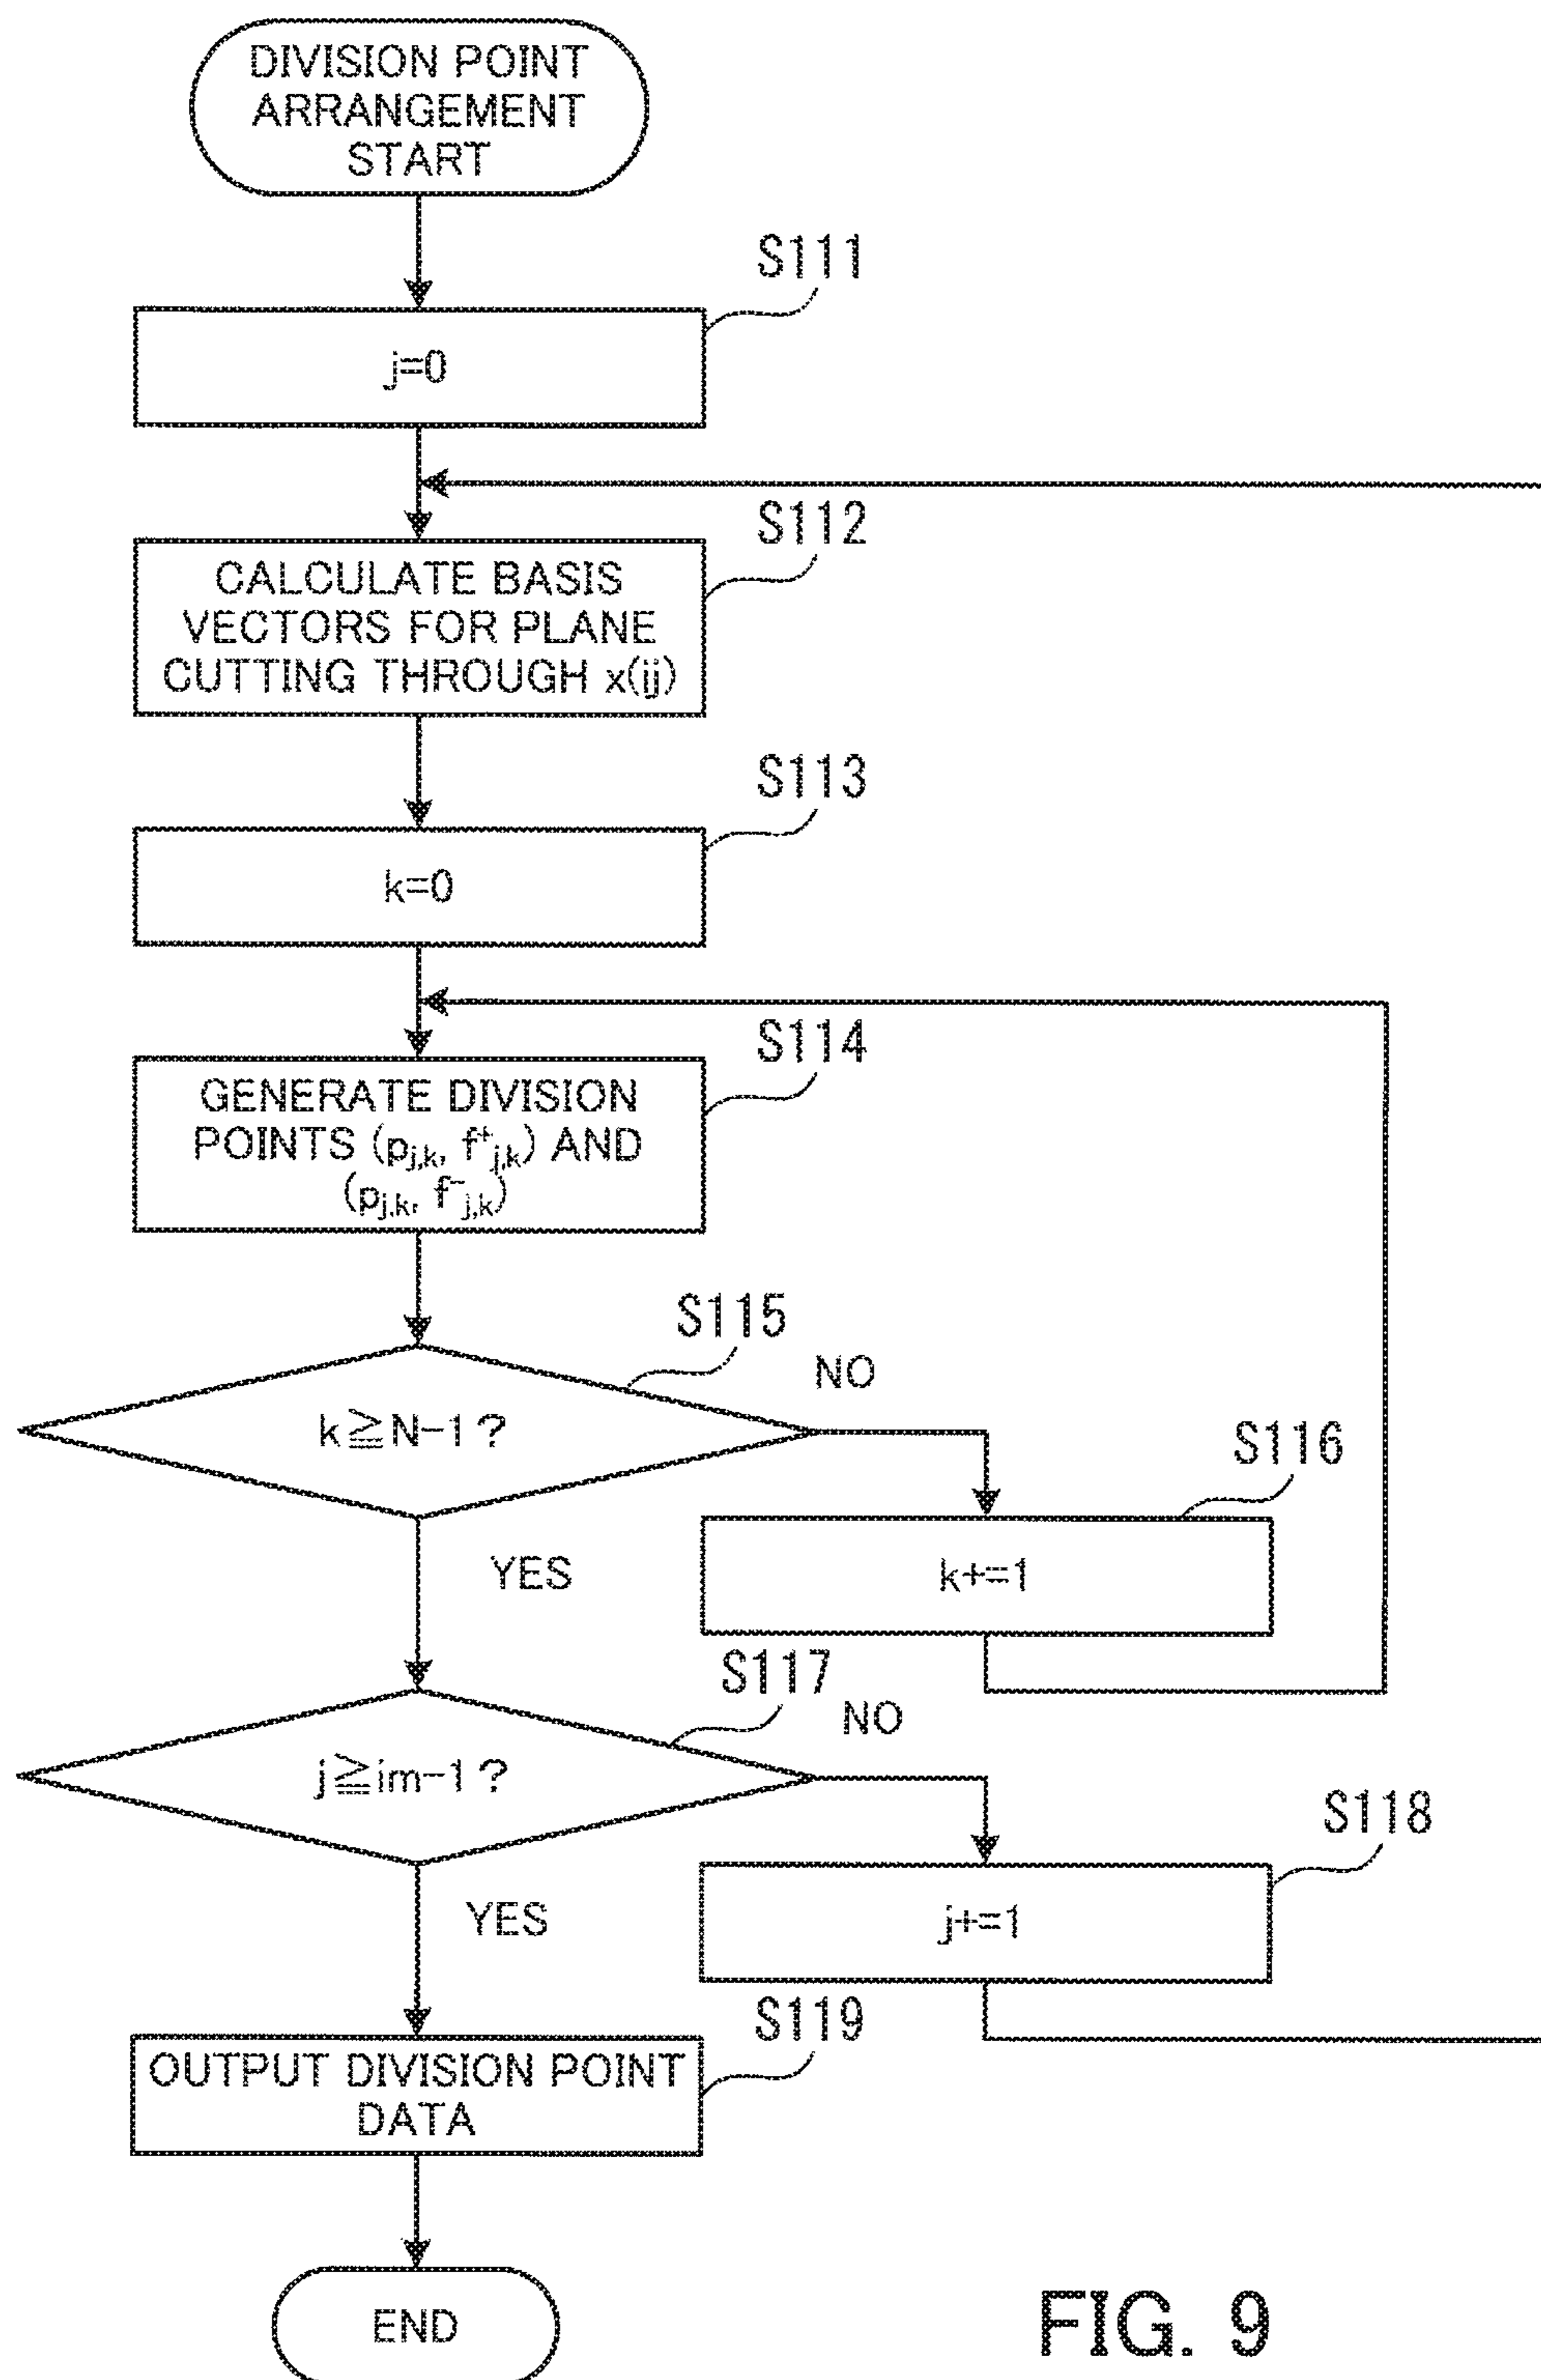 DIVISION POINT
ARRANGEMENT
START
S111
j=0
S112
CALCULATE BASIS
VECTORS FOR PLANE
CUTTING THROUGH x(ij)
S113
k=0
S114
GENERATE DIVISION
POINTS (p_{j,k}, f^+_{j,k}) AND
(p_{j,k}, f^-_{j,k})
S115
k≧N-1?
NO
S116
YES
k+=1
S117
NO
j≧im-1?
S118
YES
j+=1
S119
OUTPUT DIVISION POINT
DATA
END
FIG. 9